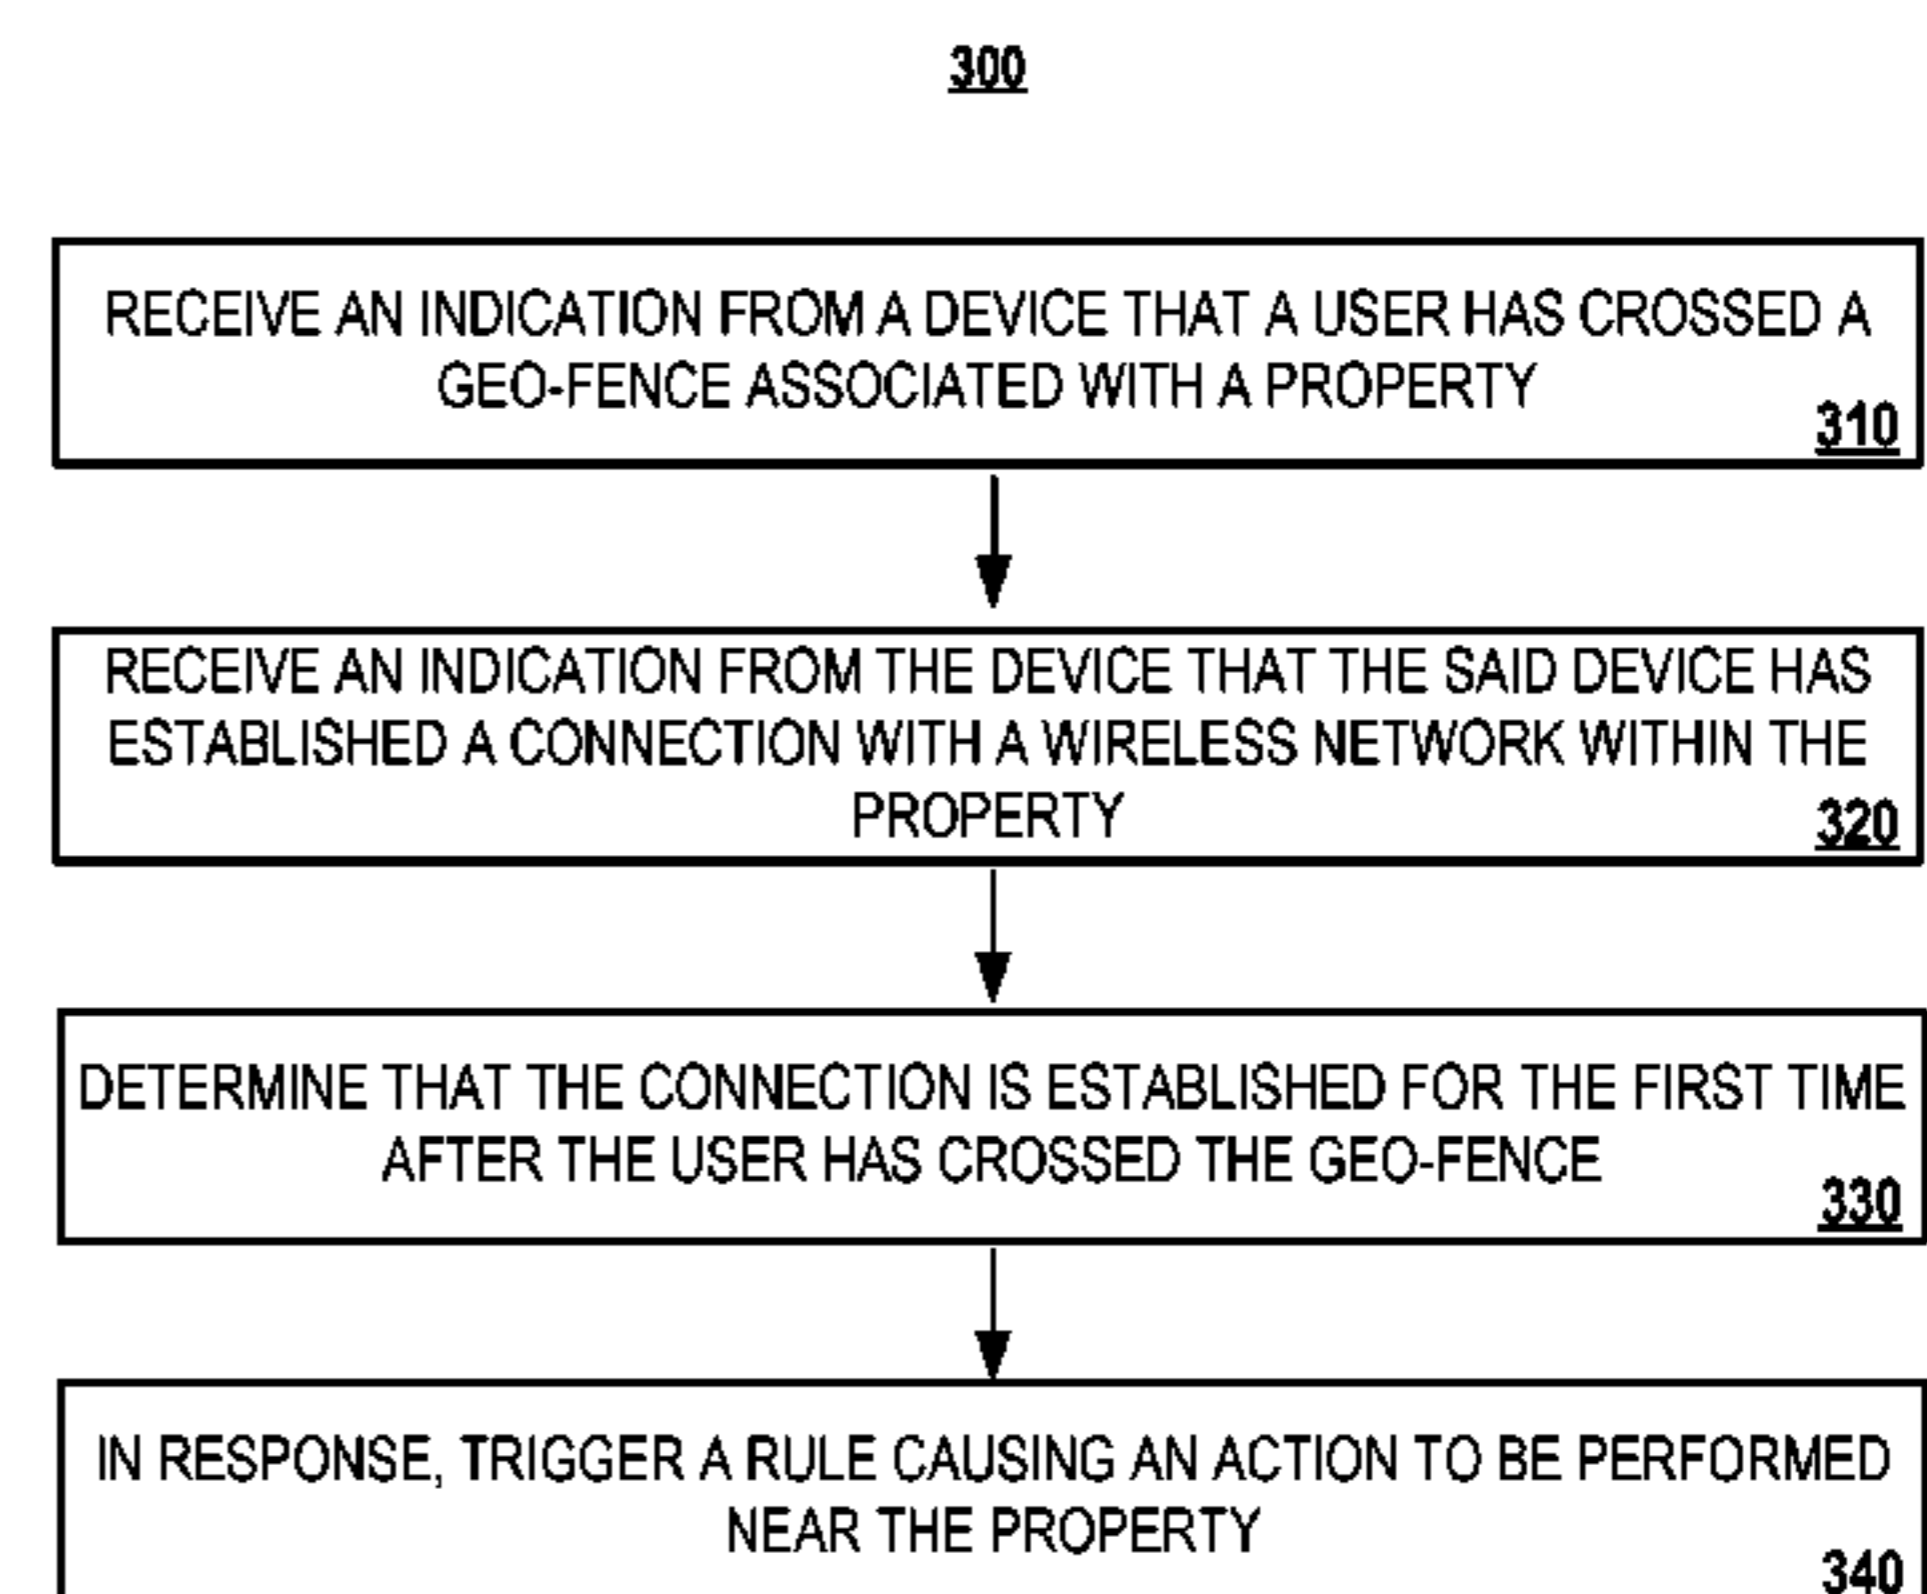 300
RECEIVE AN INDICATION FROM A DEVICE THAT A USER HAS CROSSED A
GEO-FENCE ASSOCIATED WITH A PROPERTY
310
RECEIVE AN INDICATION FROM THE DEVICE THAT THE SAID DEVICE HAS
ESTABLISHED A CONNECTION WITH A WIRELESS NETWORK WITHIN THE
PROPERTY
320
DETERMINE THAT THE CONNECTION IS ESTABLISHED FOR THE FIRST TIME
AFTER THE USER HAS CROSSED THE GEO-FENCE
330
IN RESPONSE, TRIGGER A RULE CAUSING AN ACTION TO BE PERFORMED
NEAR THE PROPERTY
340